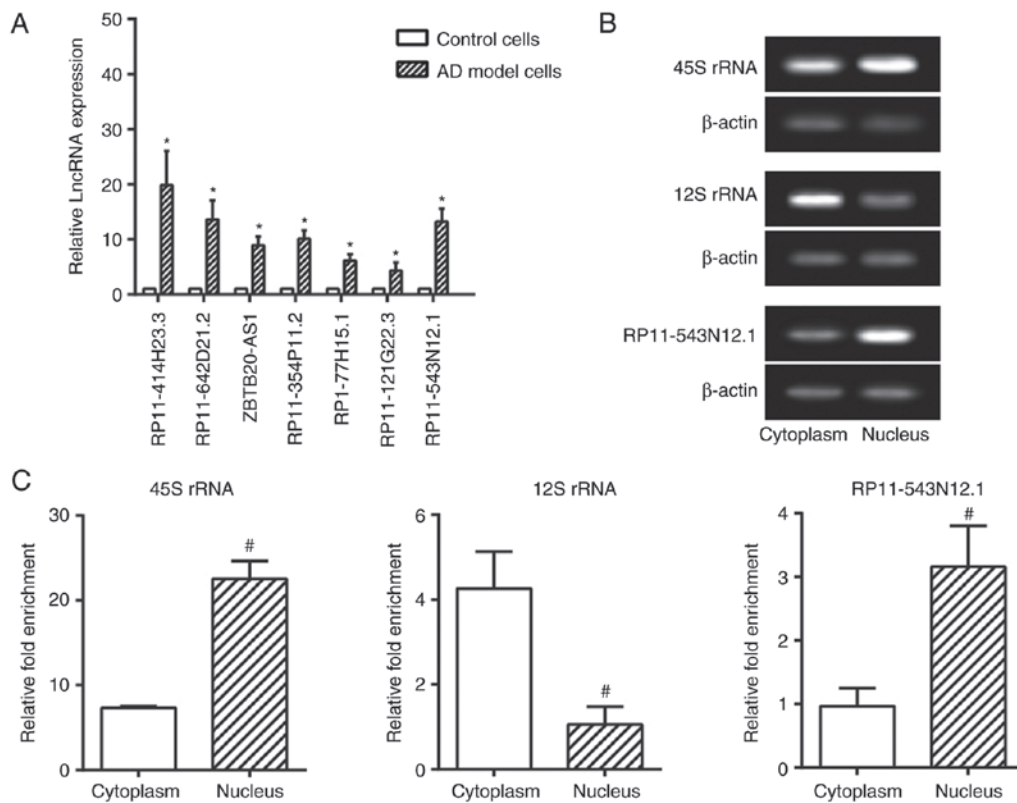 A
Control cells
AD model cells
Relative LncRNA expression
50
40
30
20
10
0
*
*
*
*
*
*
*
RP11-414H23.3
RP11-642D21.2
ZBTB20-AS1
RP11-354P11.2
RP1-77H15.1
RP11-121G22.3
RP11-543N12.1
B
45S rRNA
β-actin
12S rRNA
β-actin
RP11-543N12.1
β-actin
Cytoplasm Nucleus
C
45S rRNA
Relative fold enrichment
30
20
10
0
#
Cytoplasm Nucleus
12S rRNA
Relative fold enrichment
6
4
2
0
#
Cytoplasm Nucleus
RP11-543N12.1
Relative fold enrichment
4
3
2
1
0
#
Cytoplasm Nucleus